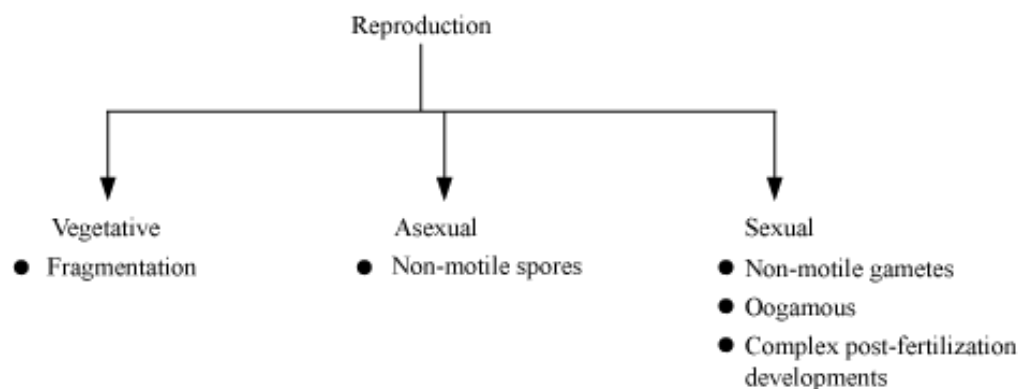 Reproduction
Vegetative
● Fragmentation
Asexual
● Non-motile spores
Sexual
● Non-motile gametes
● Oogamous
● Complex post-fertilization
developments